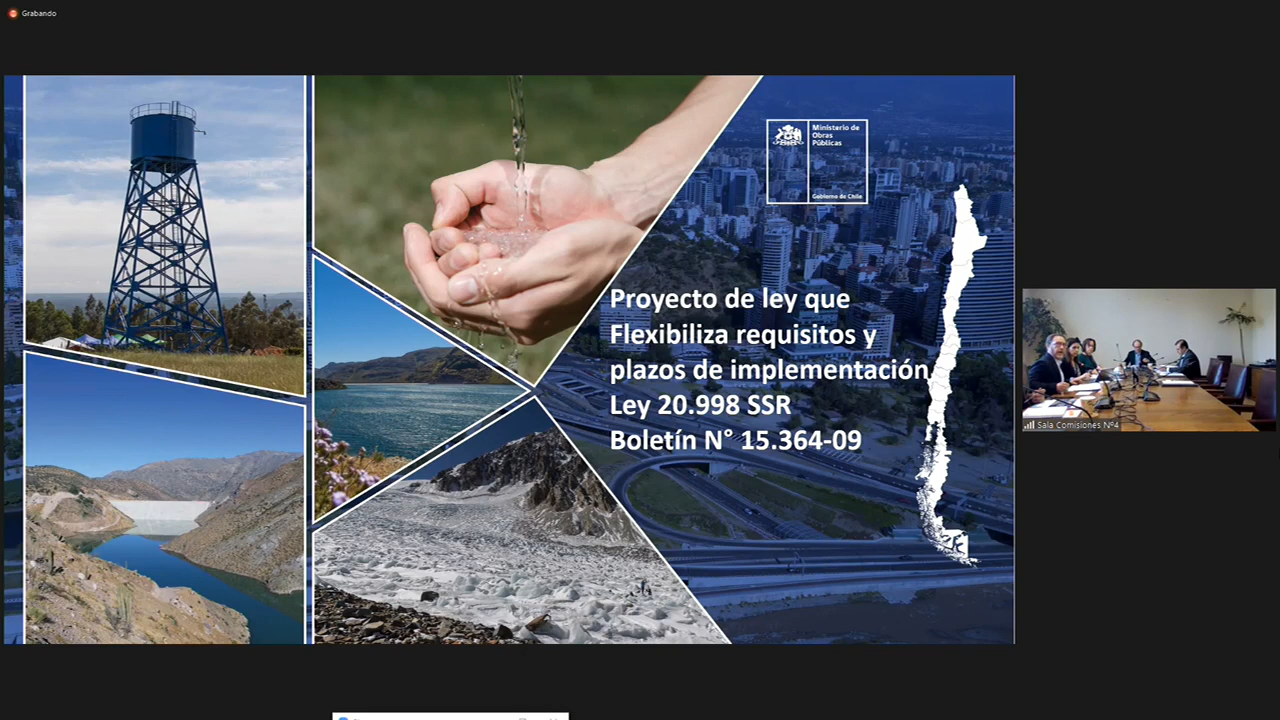 Grabando
Ministerio de
Obras
Públicas
Gobierno de Chile
Proyecto de ley que
Flexibiliza requisitos y
plazos de implementación
Ley 20.998 SSR
Boletín N° 15.364-09
Sala Comisiones Nº4